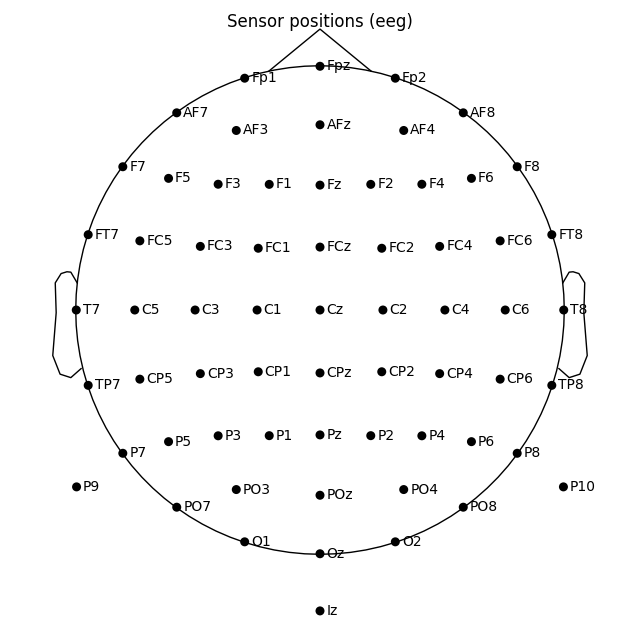 Sensor positions (eeg)
Fpz
Fp1 Fp2
AF7 AF8
AF3 AFz AF4
F7 F8
F5 F3 F1 Fz F2 F4 F6
FT7 FT8
FC5 FC3 FC1 FCz FC2 FC4 FC6
T7 C5 C3 C1 Cz C2 C4 C6 T8
CP5 CP3 CP1 CPz CP2 CP4 CP6
TP7 TP8
P5 P3 P1 Pz P2 P4 P6
P7 P8
P9 PO3 POz PO4 P10
PO7 PO8
O1 Oz O2
Iz